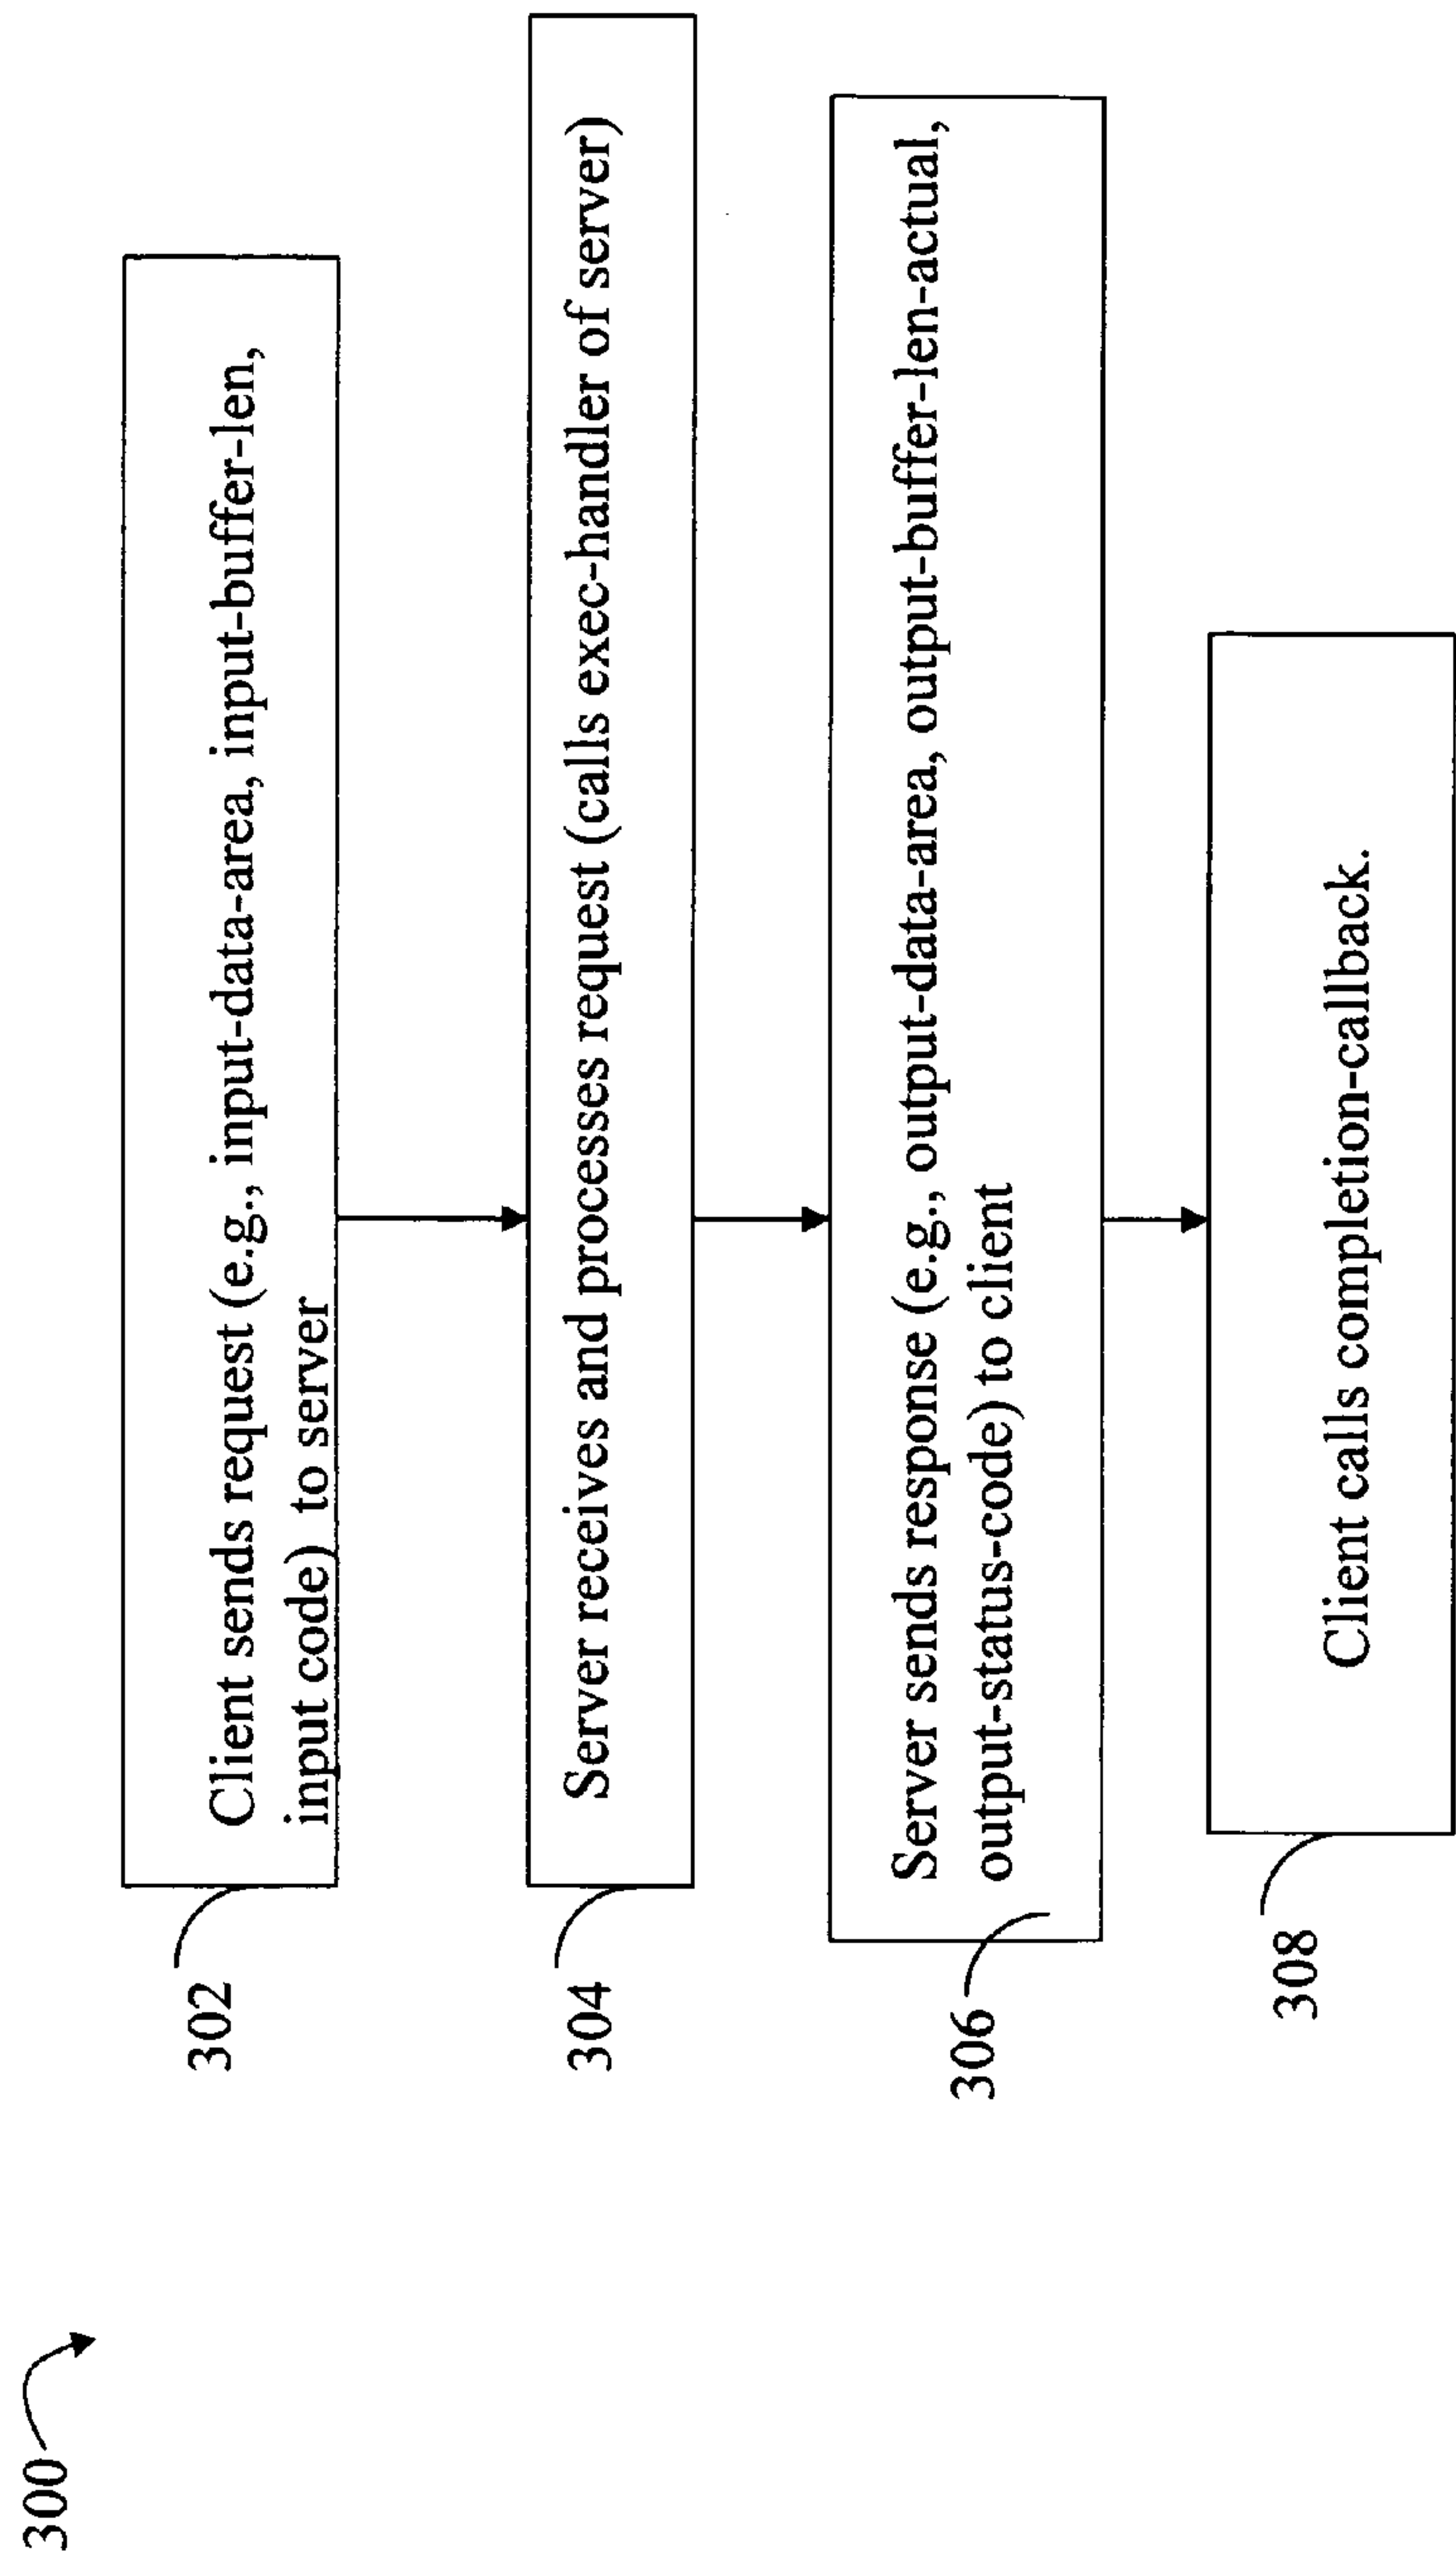 300
302
Client sends request (e.g., input-data-area, input-buffer-len,
input code) to server
304
Server receives and processes request (calls exec-handler of server)
306
Server sends response (e.g., output-data-area, output-buffer-len-actual,
output-status-code) to client
308
Client calls completion-callback.